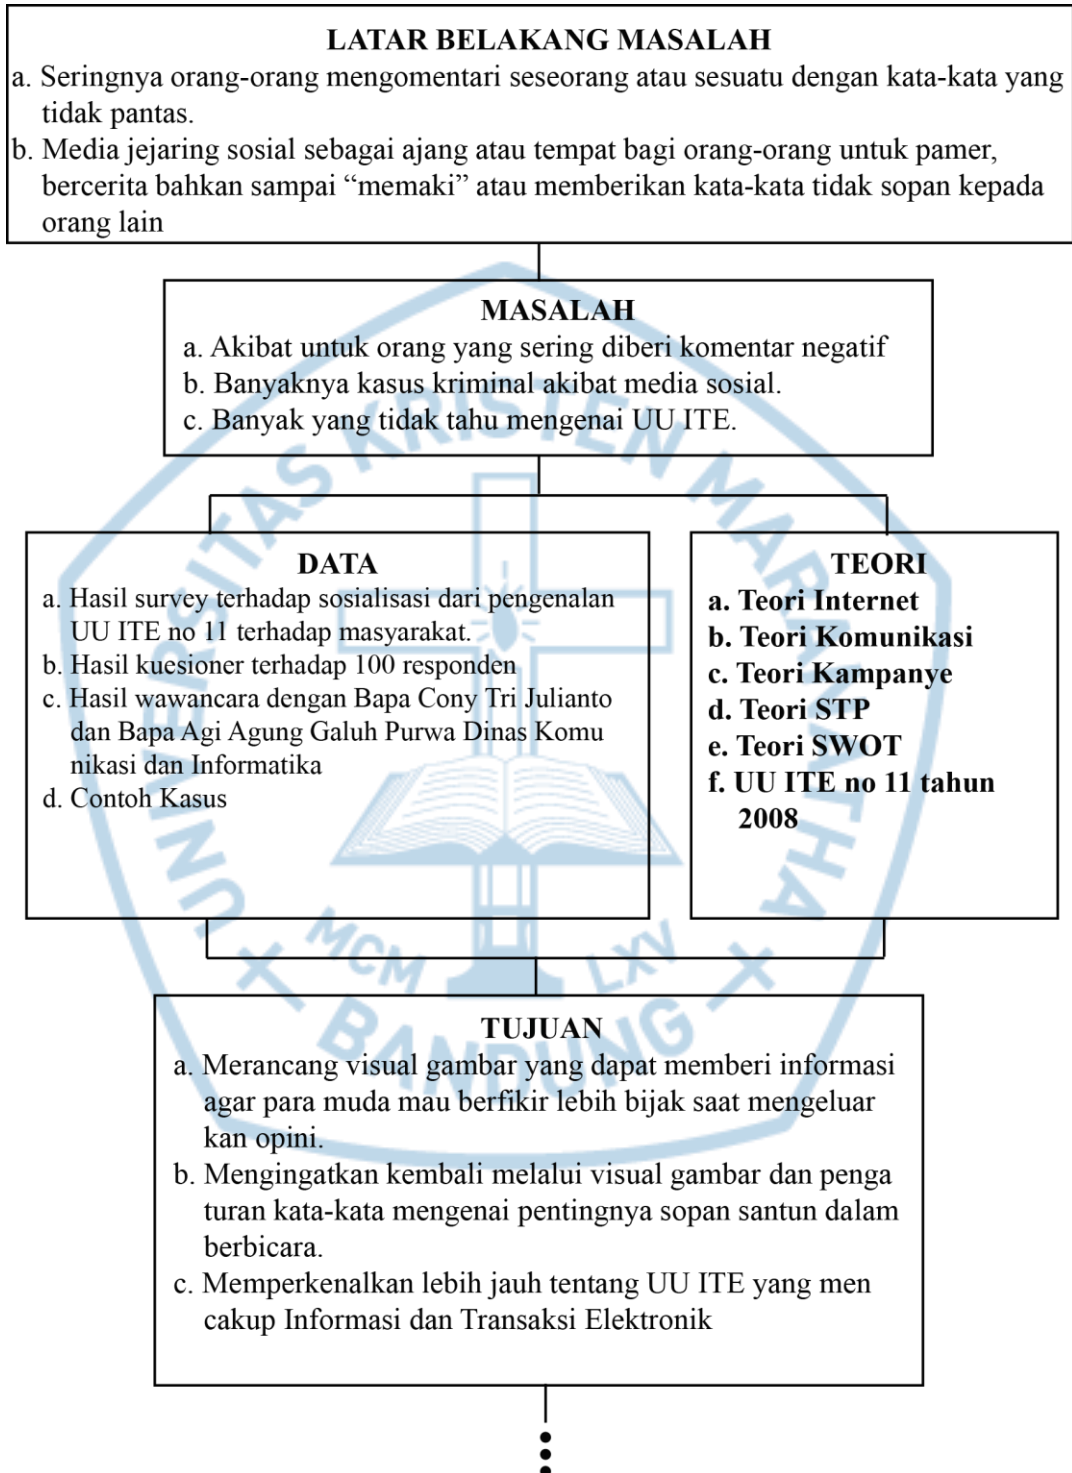 LATAR BELAKANG MASALAH
a. Seringnya orang-orang mengomentari seseorang atau sesuatu dengan kata-kata yang
tidak pantas.
b. Media jejaring sosial sebagai ajang atau tempat bagi orang-orang untuk pamer,
bercerita bahkan sampai “memaki” atau memberikan kata-kata tidak sopan kepada
orang lain
MASALAH
a. Akibat untuk orang yang sering diberi komentar negatif
b. Banyaknya kasus kriminal akibat media sosial.
c. Banyak yang tidak tahu mengenai UU ITE.
DATA
a. Hasil survey terhadap sosialisasi dari pengenalan
UU ITE no 11 terhadap masyarakat.
b. Hasil kuesioner terhadap 100 responden
c. Hasil wawancara dengan Bapa Cony Tri Julianto
dan Bapa Agi Agung Galuh Purwa Dinas Komu
nikasi dan Informatika
d. Contoh Kasus
TEORI
a. Teori Internet
b. Teori Komunikasi
c. Teori Kampanye
d. Teori STP
e. Teori SWOT
f. UU ITE no 11 tahun
2008
TUJUAN
a. Merancang visual gambar yang dapat memberi informasi
agar para muda mau berfikir lebih bijak saat mengeluar
kan opini.
b. Mengingatkan kembali melalui visual gambar dan penga
turan kata-kata mengenai pentingnya sopan santun dalam
berbicara.
c. Memperkenalkan lebih jauh tentang UU ITE yang men
cakup Informasi dan Transaksi Elektronik
UNIVERSITAS KRISTEN MARANATHA
MCM LXV
BANDUNG